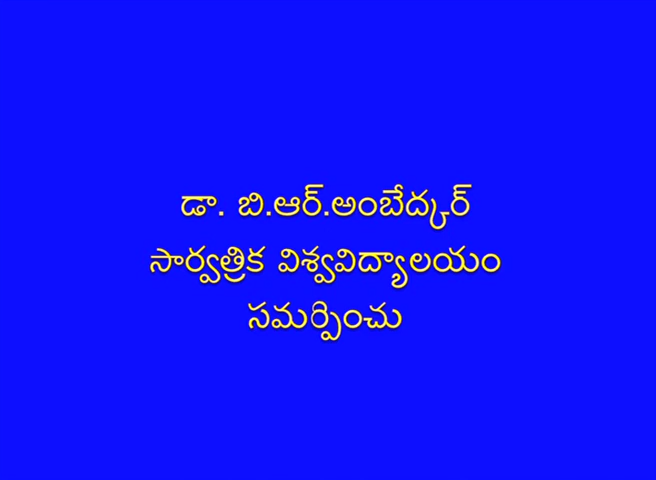 డా. బి.ఆర్.అంబేద్కర్
సార్వత్రిక విశ్వవిద్యాలయం
సమర్పించు